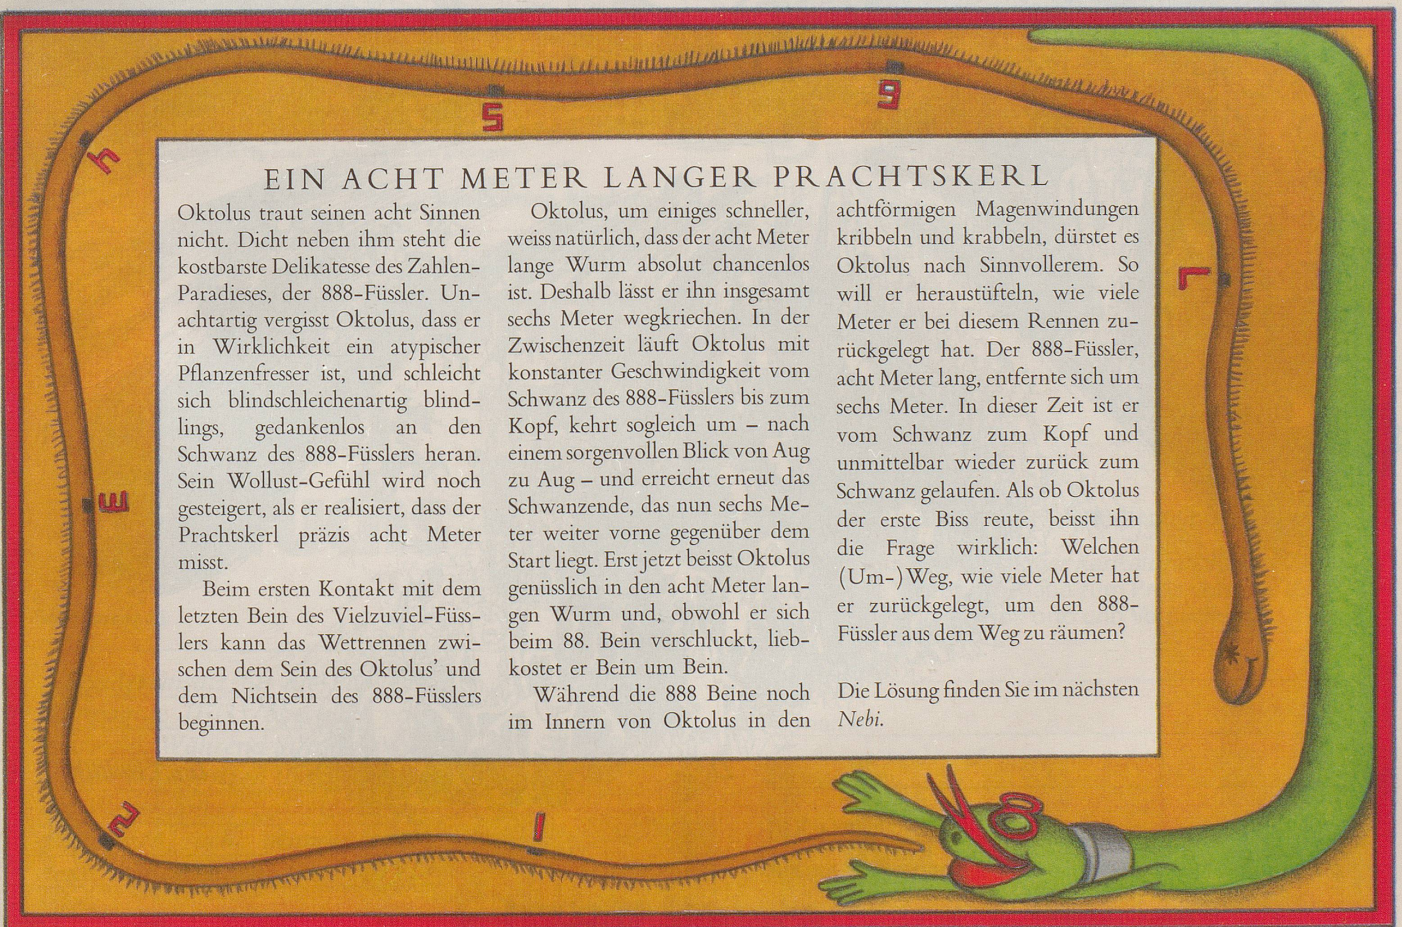 EIN ACHT METER LANGER PRACHTSKERL
Oktolus traut seinen acht Sinnen
nicht. Dicht neben ihm steht die
kostbarste Delikatesse des Zahlen-
Paradieses, der 888-Füssler. Un-
achtartig vergisst Oktolus, dass er
in Wirklichkeit ein atypischer
Pflanzenfresser ist, und schleicht
sich blindschleichenartig blind-
lings, gedankenlos an den
Schwanz des 888-Füsslers heran.
Sein Wollust-Gefühl wird noch
gesteigert, als er realisiert, dass der
Prachtskerl präzis acht Meter
misst.
Beim ersten Kontakt mit dem
letzten Bein des Vielzuviel-Füss-
lers kann das Wettrennen zwi-
schen dem Sein des Oktolus' und
dem Nichtsein des 888-Füsslers
beginnen.
Oktolus, um einiges schneller,
weiss natürlich, dass der acht Meter
lange Wurm absolut chancenlos
ist. Deshalb lässt er ihn insgesamt
sechs Meter wegkriechen. In der
Zwischenzeit läuft Oktolus mit
konstanter Geschwindigkeit vom
Schwanz des 888-Füsslers bis zum
Kopf, kehrt sogleich um – nach
einem sorgenvollen Blick von Aug
zu Aug – und erreicht erneut das
Schwanzende, das nun sechs Me-
ter weiter vorne gegenüber dem
Start liegt. Erst jetzt beisst Oktolus
genüsslich in den acht Meter lan-
gen Wurm und, obwohl er sich
beim 88. Bein verschluckt, lieb-
kostet er Bein um Bein.
Während die 888 Beine noch
im Innern von Oktolus in den
achtförmigen Magenwindungen
kribbeln und krabbeln, dürstet es
Oktolus nach Sinnvollerem. So
will er heraustüfteln, wie viele
Meter er bei diesem Rennen zu-
rückgelegt hat. Der 888-Füssler,
acht Meter lang, entfernte sich um
sechs Meter. In dieser Zeit ist er
vom Schwanz zum Kopf und
unmittelbar wieder zurück zum
Schwanz gelaufen. Als ob Oktolus
der erste Biss reute, beisst ihn
die Frage wirklich: Welchen
(Um-)Weg, wie viele Meter hat
er zurückgelegt, um den 888-
Füssler aus dem Weg zu räumen?
Die Lösung finden Sie im nächsten
Nebi.
1
2
3
4
5
6
7